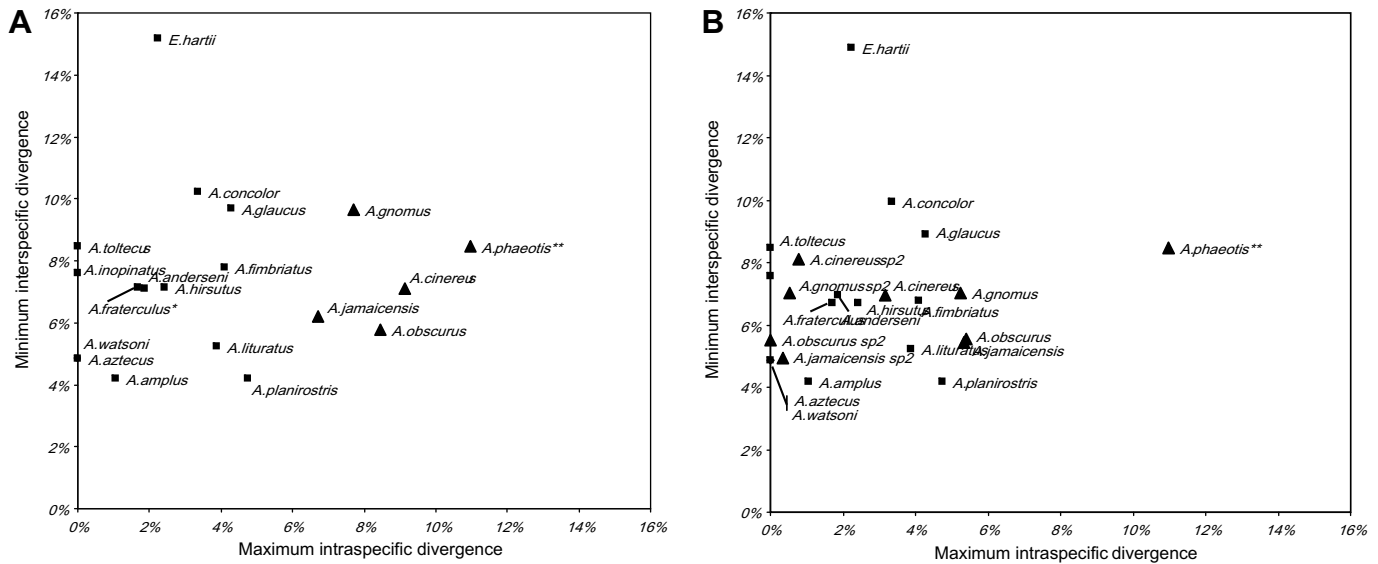 A
16%
14%
12%
10%
8%
6%
4%
2%
0%
Minimum interspecific divergence
E.hartii
A.concolor
A.glaucus
A.gnomus
A.toltecus
A.phaeotis**
A.inopinatus
A.anderseni
A.fimbriatus
A.cinereus
A.fraterculus*
A.hirsutus
A.jamaicensis
A.obscurus
A.watsoni
A.aztecus
A.lituratus
A.amplus
A.planirostris
0% 2% 4% 6% 8% 10% 12% 14% 16%
Maximum intraspecific divergence
B
16%
14%
12%
10%
8%
6%
4%
2%
0%
Minimum interspecific divergence
E.hartii
A.concolor
A.glaucus
A.toltecus
A.phaeotis**
A.cinereussp2
A.gnomussp2
A.cinereus
A.gnomus
A.fraterculus
A.anderseni
A.hirsutus
A.fimbriatus
A.obscurus sp2
A.obscurus
A.lituratus
A.jamaicensis
A.jamaicensis sp2
A.amplus
A.planirostris
A.aztecus
A.watsoni
0% 2% 4% 6% 8% 10% 12% 14% 16%
Maximum intraspecific divergence